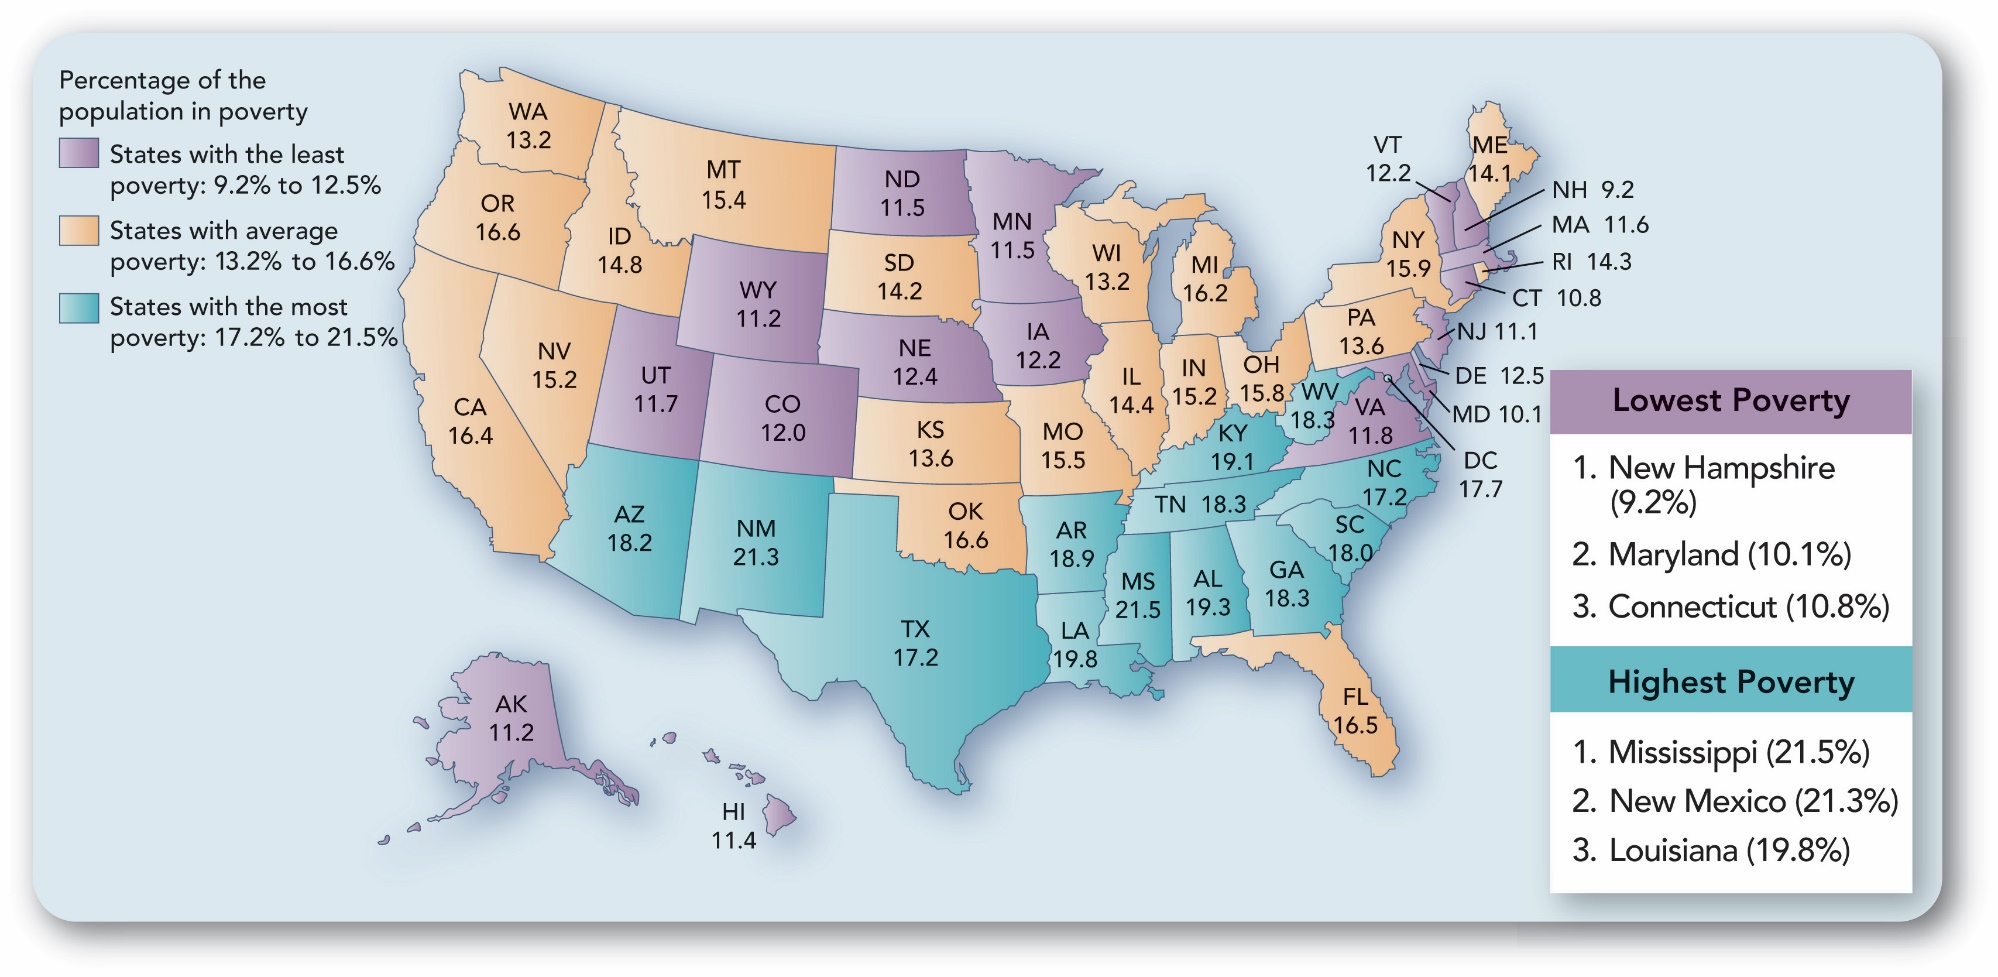 Percentage of the
population in poverty
States with the least
poverty: 9.2% to 12.5%
States with average
poverty: 13.2% to 16.6%
States with the most
poverty: 17.2% to 21.5%
WA
13.2
OR
16.6
CA
16.4
NV
15.2
ID
14.8
MT
15.4
WY
11.2
UT
11.7
CO
12.0
AZ
18.2
NM
21.3
ND
11.5
SD
14.2
NE
12.4
KS
13.6
OK
16.6
TX
17.2
MN
11.5
IA
12.2
MO
15.5
AR
18.9
LA
19.8
WI
13.2
IL
14.4
MI
16.2
IN
15.2
OH
15.8
KY
19.1
TN 18.3
MS
21.5
AL
19.3
GA
18.3
FL
16.5
SC
18.0
NC
17.2
VA
11.8
WV
18.3
PA
13.6
NY
15.9
VT
12.2
ME
14.1
NH 9.2
MA 11.6
RI 14.3
CT 10.8
NJ 11.1
DE 12.5
MD 10.1
DC
17.7
AK
11.2
HI
11.4
Lowest Poverty
1. New Hampshire
(9.2%)
2. Maryland (10.1%)
3. Connecticut (10.8%)
Highest Poverty
1. Mississippi (21.5%)
2. New Mexico (21.3%)
3. Louisiana (19.8%)